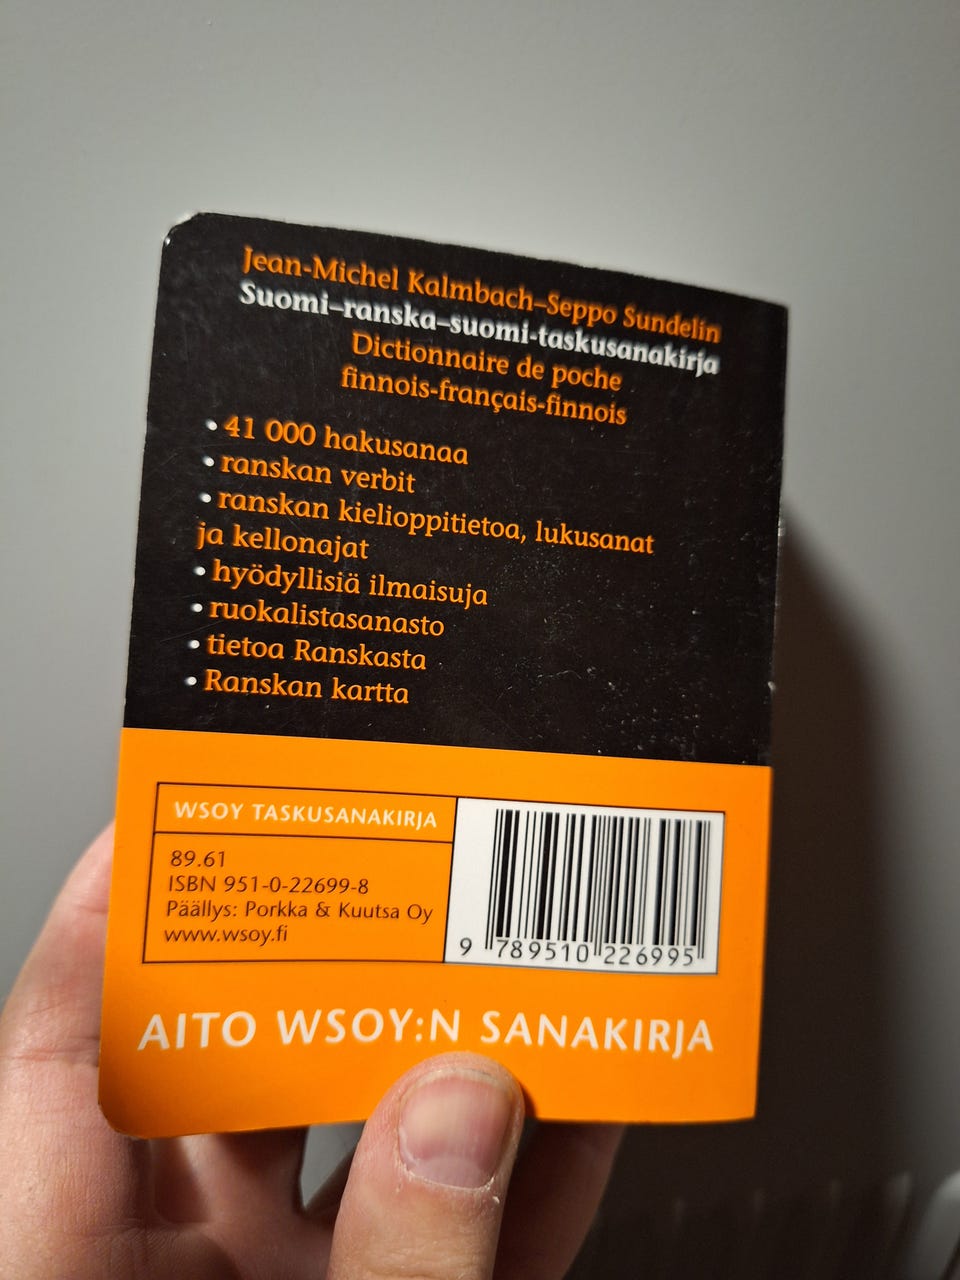 Jean-Michel Kalmbach–Seppo Sundelin
Suomi–ranska–suomi-taskusanakirja
Dictionnaire de poche
finnois-français-finnois
• 41 000 hakusanaa
• ranskan verbit
• ranskan kielioppitietoa, lukusanat
ja kellonajat
• hyödyllisiä ilmaisuja
• ruokalistasanasto
• tietoa Ranskasta
• Ranskan kartta
WSOY TASKUSANAKIRJA
89.61
ISBN 951-0-22699-8
Päällys: Porkka & Kuutsa Oy
www.wsoy.fi
9 789510 226995
AITO WSOY:N SANAKIRJA